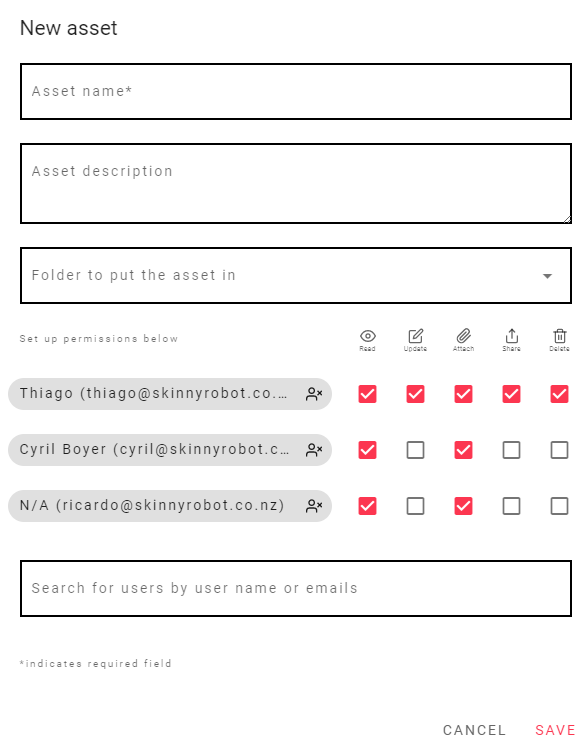 New asset
Asset name*
Asset description
Folder to put the asset in
Set up permissions below
Read Update Attach Share Delete
Thiago (thiago@skinnyrobot.co....
Cyril Boyer (cyril@skinnyrobot.c...
N/A (ricardo@skinnyrobot.co.nz)
Search for users by user name or emails
*indicates required field
CANCEL SAVE